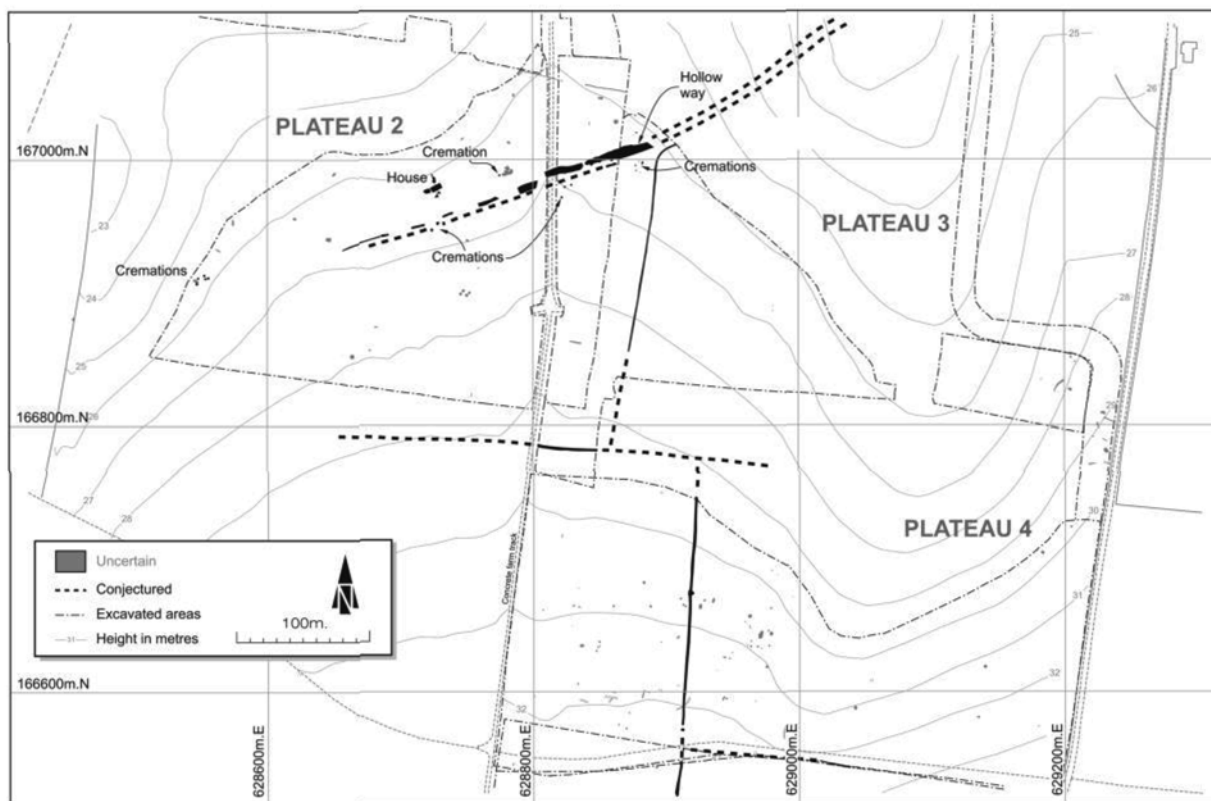 25
26
Hollow
way
PLATEAU 2
167000m.N
Cremation
Cremations
House
PLATEAU 3
23
27
Cremations
Cremations
24
28
25
166800m.N
26
29
27
30
28
PLATEAU 4
Uncertain
Conjectured
Excavated areas
31 Height in metres
N
100m.
Concrete farm track
31
32
166600m.N
32
628600m.E
628800m.E
629000m.E
629200m.E